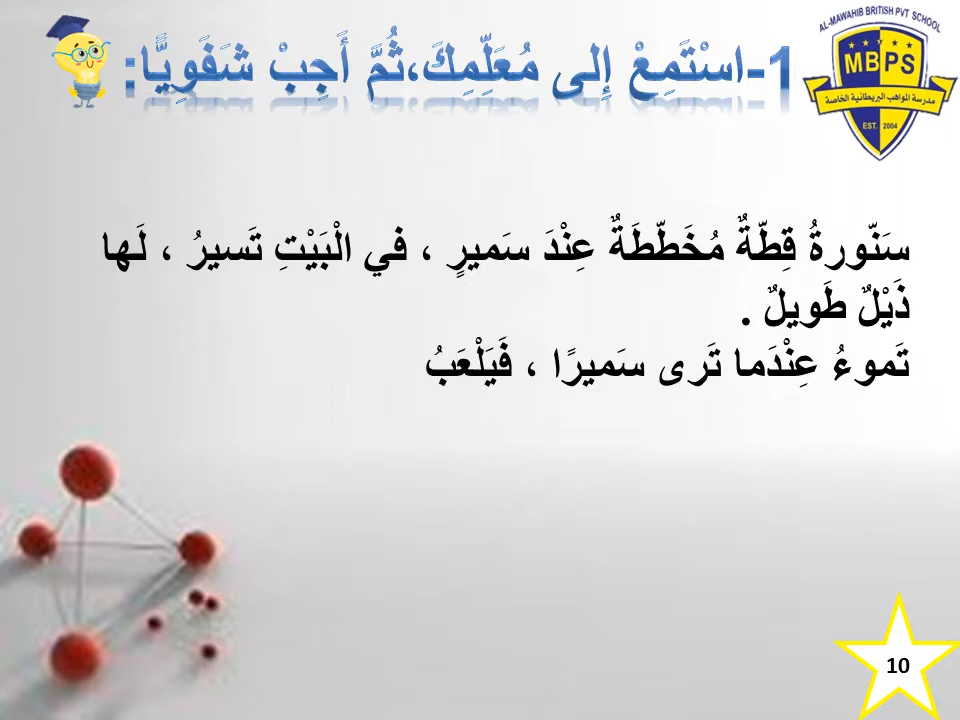 AL-MAWAHIB BRITISH PVT SCHOOL
MBPS
مدرسة المواهب البريطانية الخاصة
EST. 2004
1-اسْتَمِعْ إِلى مُعَلِّمِكَ،ثُمَّ أَجِبْ شَفَوِيًّا:
سَنّورةُ قِطّةٌ مُخَطّطَةٌ عِنْدَ سَميرٍ ، في الْبَيْتِ تَسيرُ ، لَها
ذَيْلٌ طَويلٌ .
تَموءُ عِنْدَما تَرى سَميرًا ، فَيَلْعَبُ
10